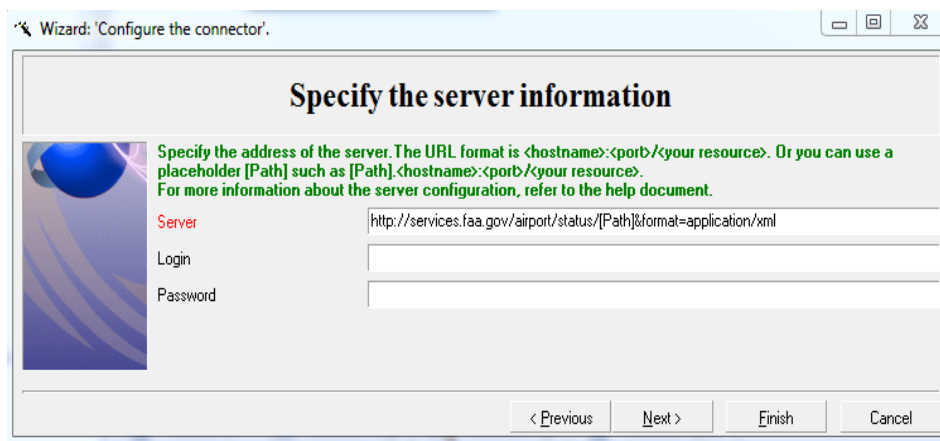 Wizard: 'Configure the connector'.
Specify the server information
Specify the address of the server. The URL format is <hostname>:<port>/<your resource>. Or you can use a
placeholder [Path] such as [Path].<hostname>:<port>/<your resource>.
For more information about the server configuration, refer to the help document.
Server
http://services.faa.gov/airport/status/[Path]&format=application/xml
Login
Password
< Previous
Next >
Finish
Cancel